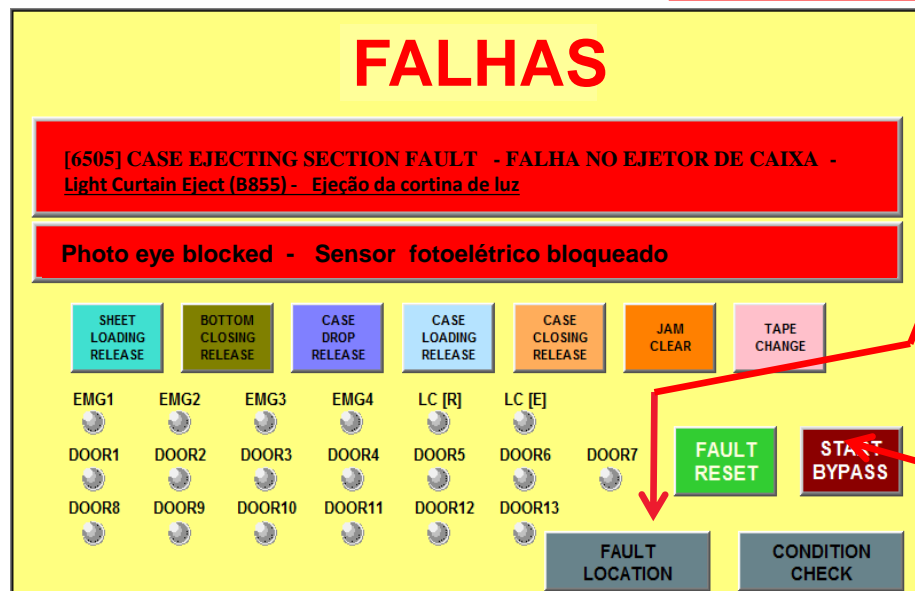 FALHAS
[6505] CASE EJECTING SECTION FAULT - FALHA NO EJETOR DE CAIXA -
Light Curtain Eject (B855) - Ejeção da cortina de luz
Photo eye blocked - Sensor fotoelétrico bloqueado
SHEET
LOADING
RELEASE
BOTTOM
CLOSING
RELEASE
CASE
DROP
RELEASE
CASE
LOADING
RELEASE
CASE
CLOSING
RELEASE
JAM
CLEAR
TAPE
CHANGE
EMG1 EMG2 EMG3 EMG4 LC [R] LC [E]
DOOR1 DOOR2 DOOR3 DOOR4 DOOR5 DOOR6 DOOR7
DOOR8 DOOR9 DOOR10 DOOR11 DOOR12 DOOR13
FAULT
RESET
START
BYPASS
FAULT
LOCATION
CONDITION
CHECK